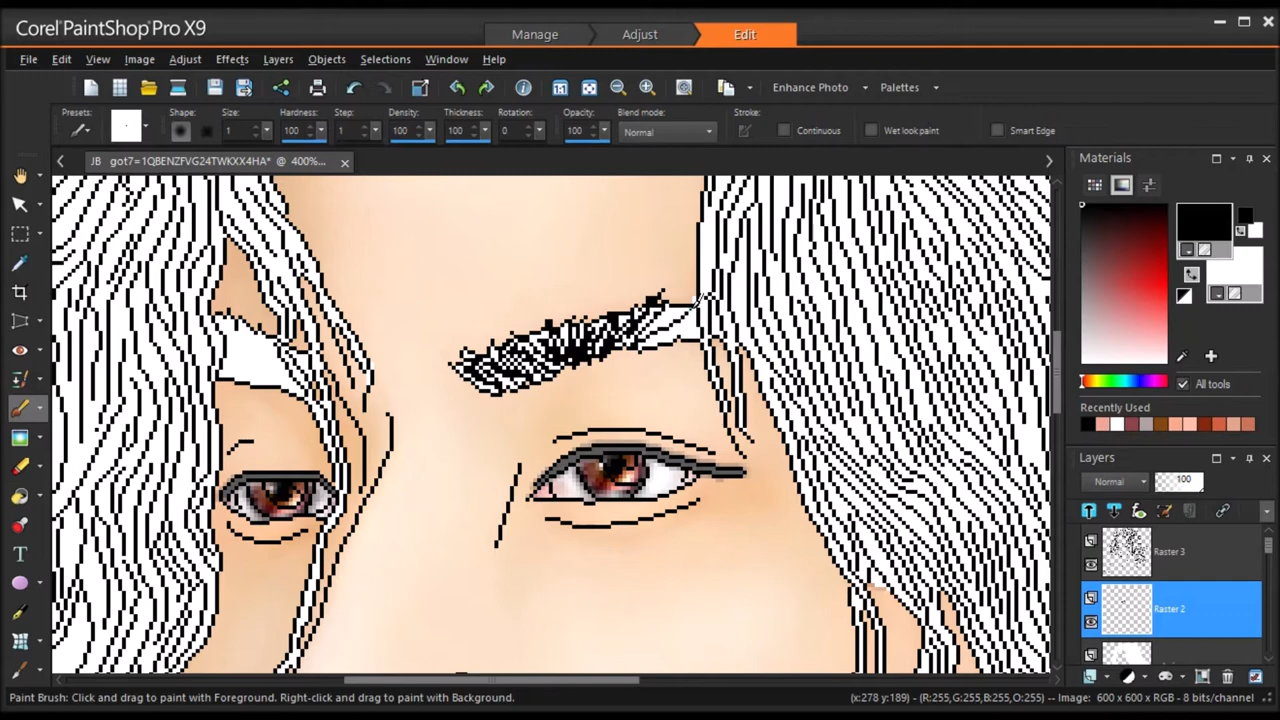 Corel PaintShop Pro X9
Manage Adjust Edit
File Edit View Image Adjust Effects Layers Objects Selections Window Help
Enhance Photo Palettes
Presets: Shape: Size: Hardness: Step: Density: Thickness: Rotation: Opacity: Blend mode: Stroke:
1 100 1 100 100 0 100 Normal Continuous Wet look paint Smart Edge
JB got7=1QBENZFVG24TWKXX4HA* @ 400%...
Materials
All tools
Recently Used
Layers
Normal 100
Raster 3
Raster 2
Paint Brush: Click and drag to paint with Foreground. Right-click and drag to paint with Background.
(x:278 y:189) - (R:255,G:255,B:255,O:255) -- Image: 600 x 600 x RGB - 8 bits/channel